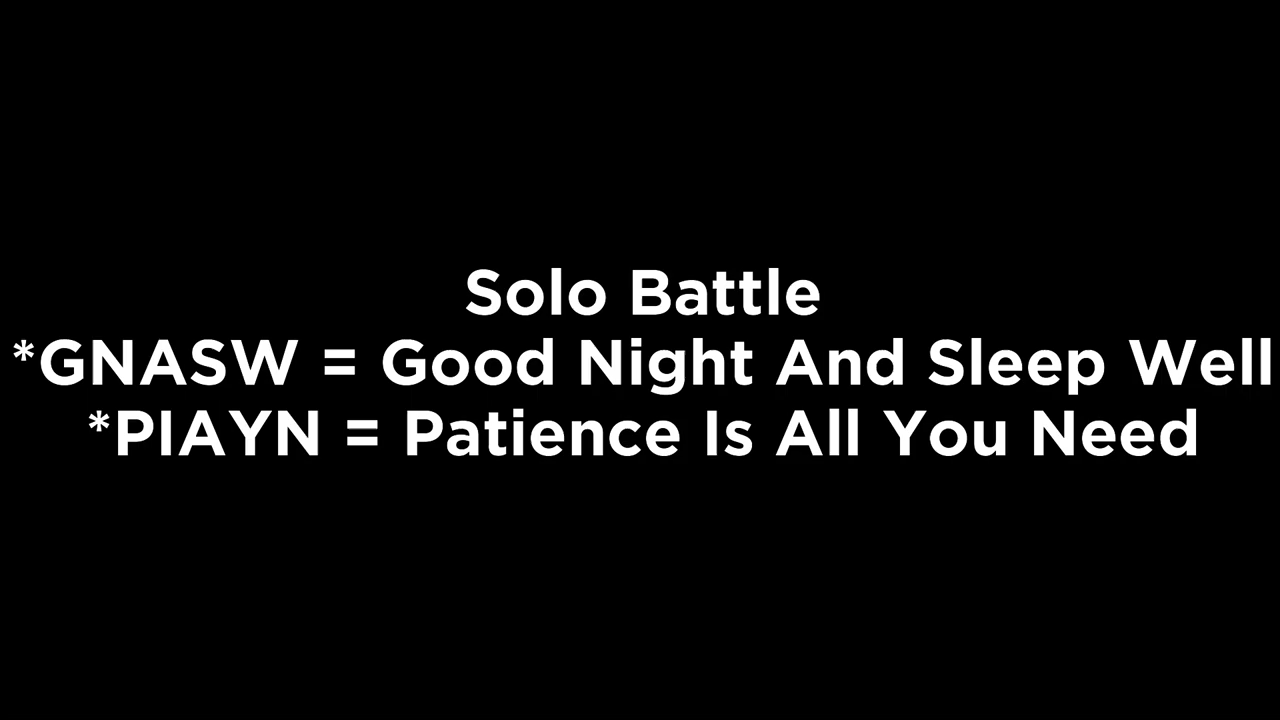 Solo Battle
*GNASW = Good Night And Sleep Well
*PIAYN = Patience Is All You Need